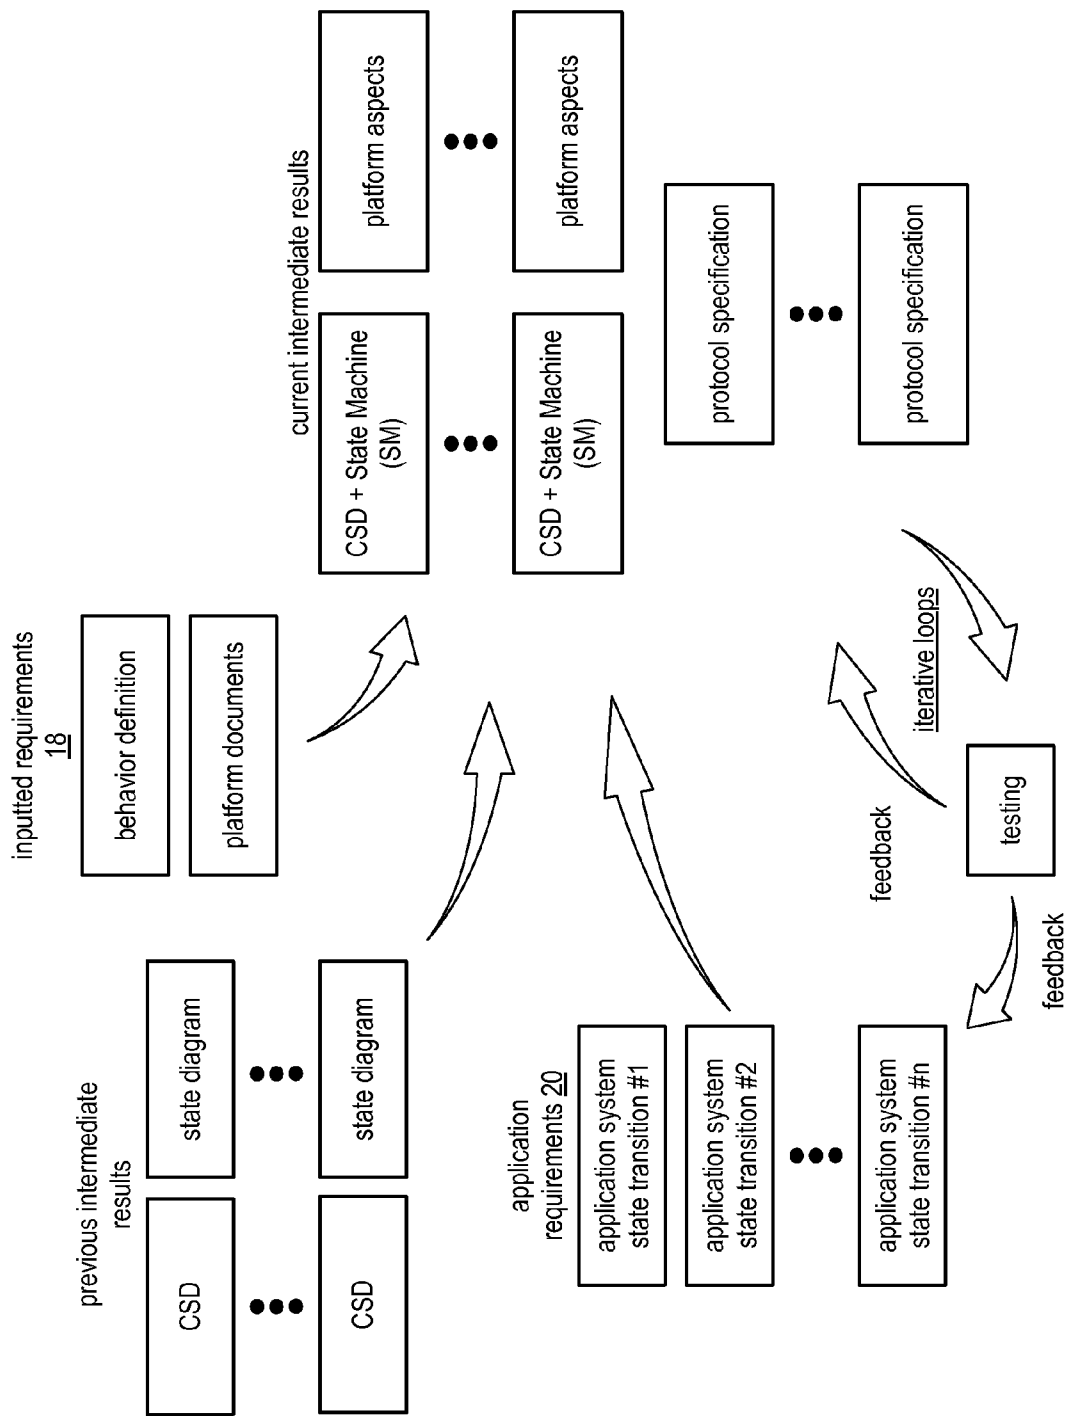 previous intermediate
results
CSD
state diagram
CSD
state diagram
inputted requirements
18
behavior definition
platform documents
current intermediate results
CSD + State Machine
(SM)
platform aspects
CSD + State Machine
(SM)
platform aspects
application
requirements 20
application system
state transition #1
application system
state transition #2
application system
state transition #n
protocol specification
protocol specification
feedback
iterative loops
testing
feedback